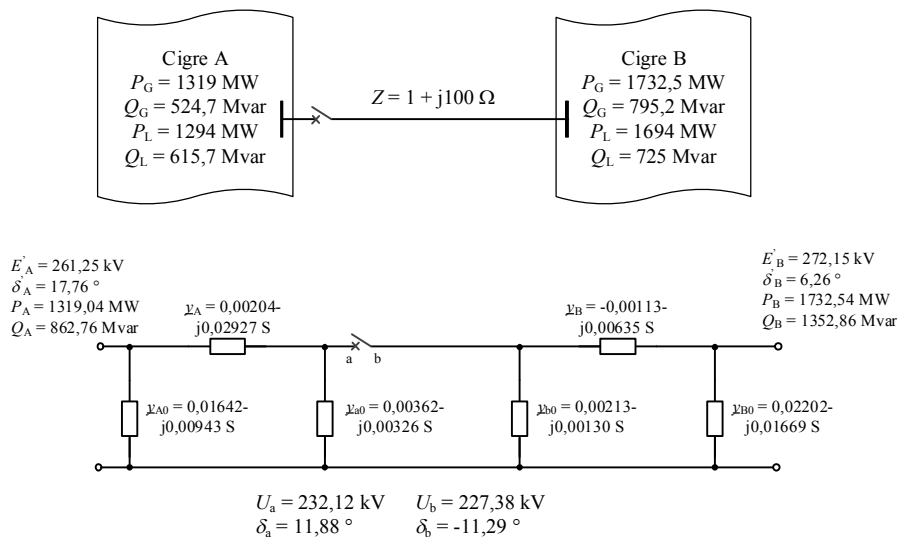 Cigre A
P_G = 1319 MW
Q_G = 524,7 Mvar
P_L = 1294 MW
Q_L = 615,7 Mvar
Z = 1 + j100 Ω
Cigre B
P_G = 1732,5 MW
Q_G = 795,2 Mvar
P_L = 1694 MW
Q_L = 725 Mvar
E'_A = 261,25 kV
δ'_A = 17,76 °
P_A = 1319,04 MW
Q_A = 862,76 Mvar
y_A = 0,00204-
j0,02927 S
a b
y_B = -0,00113-
j0,00635 S
E'_B = 272,15 kV
δ'_B = 6,26 °
P_B = 1732,54 MW
Q_B = 1352,86 Mvar
y_A0 = 0,01642-
j0,00943 S
y_a0 = 0,00362-
j0,00326 S
y_b0 = 0,00213-
j0,00130 S
y_B0 = 0,02202-
j0,01669 S
U_a = 232,12 kV
δ_a = 11,88 °
U_b = 227,38 kV
δ_b = -11,29 °